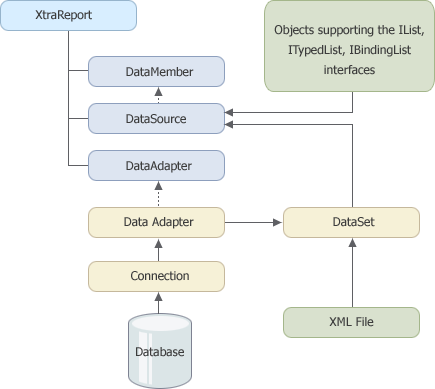 XtraReport
Objects supporting the IList,
ITypedList, IBindingList
interfaces
DataMember
DataSource
DataAdapter
Data Adapter
DataSet
Connection
XML File
Database